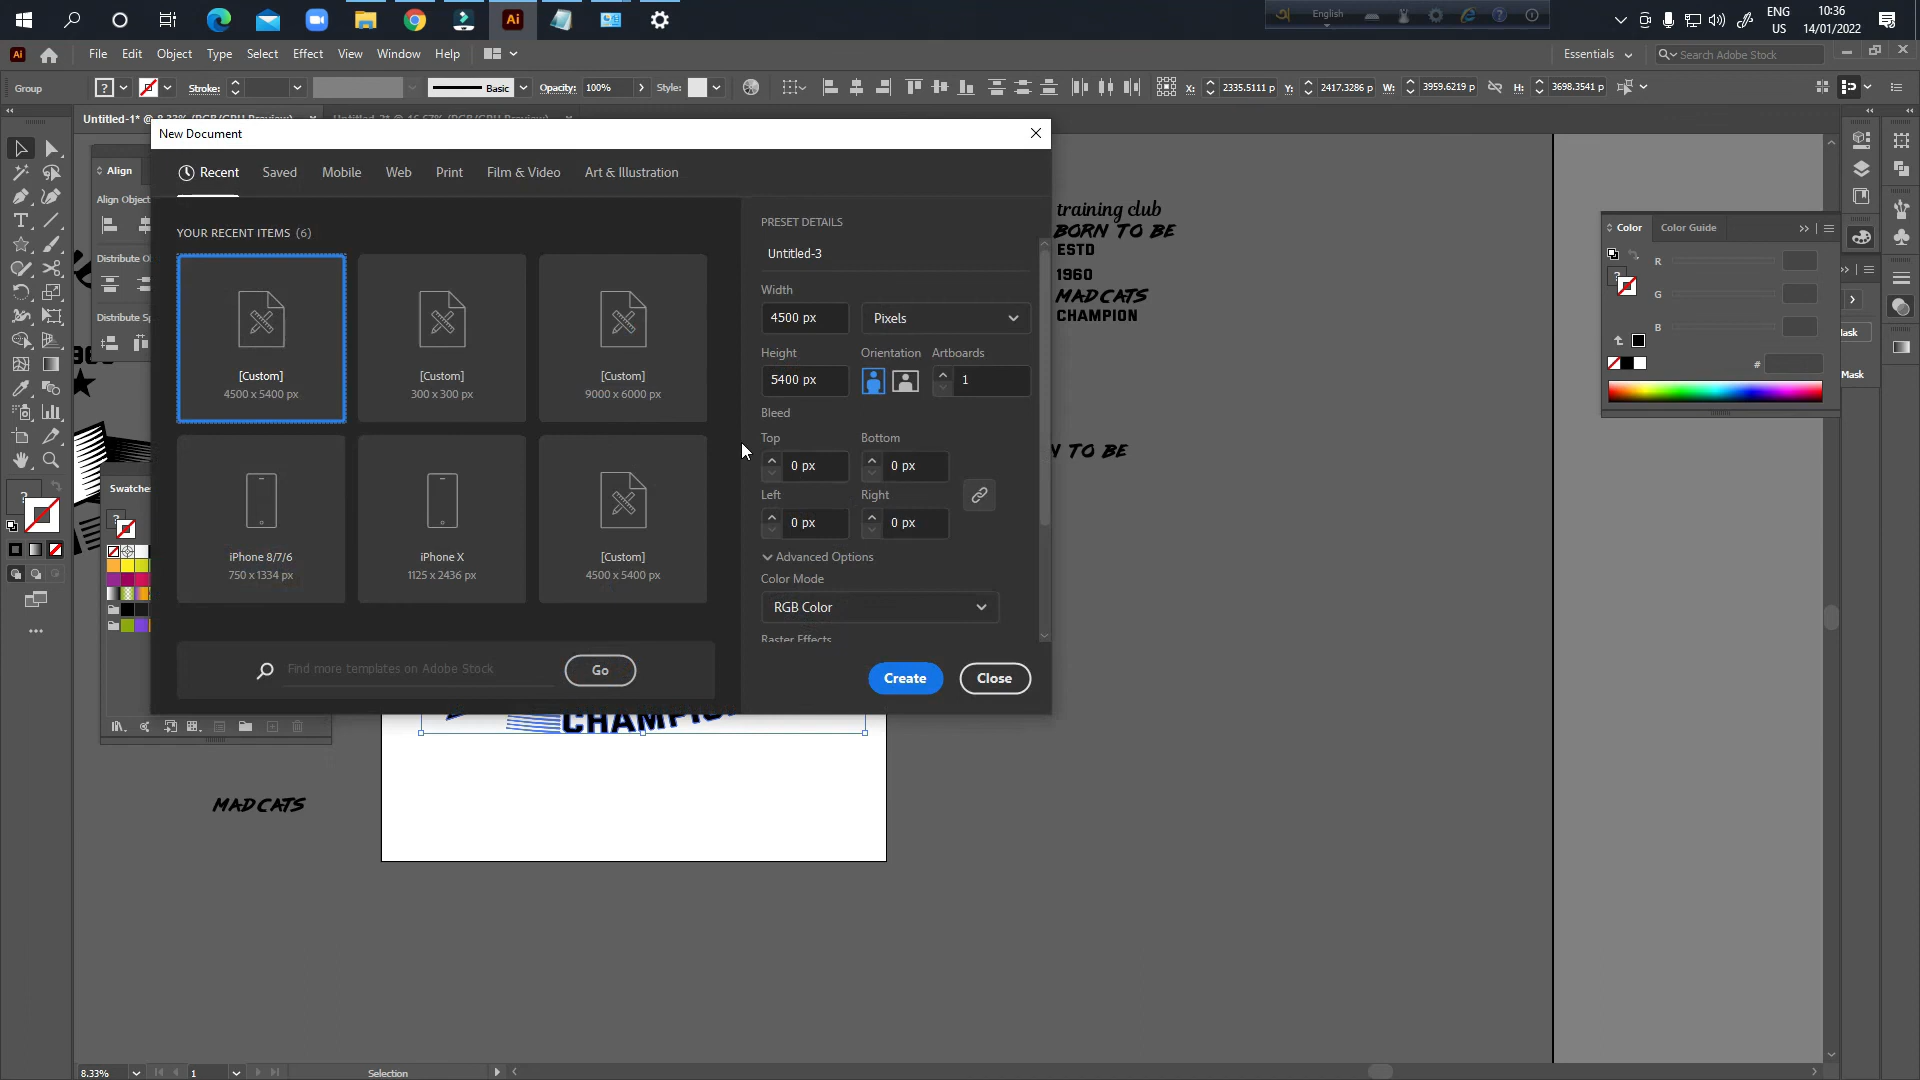 English
ENG
US
10:36
14/01/2022
Ai
File Edit Object Type Select Effect View Window Help
Essentials
Search Adobe Stock
Group
Stroke:
Basic
Opacity: 100%
Style:
X: 2335.5111 p
Y: 2417.3286 p
W: 3959.6219 p
H: 3698.3541 p
New Document
Recent Saved Mobile Web Print Film & Video Art & Illustration
YOUR RECENT ITEMS (6)
[Custom]
4500 x 5400 px
[Custom]
300 x 300 px
[Custom]
9000 x 6000 px
iPhone 8/7/6
750 x 1334 px
iPhone X
1125 x 2436 px
[Custom]
4500 x 5400 px
Find more templates on Adobe Stock
Go
PRESET DETAILS
Untitled-3
Width
4500 px
Pixels
Height
Orientation
Artboards
5400 px
1
Bleed
Top
Bottom
0 px
0 px
Left
Right
0 px
0 px
Advanced Options
Color Mode
RGB Color
Raster Effects
Create
Close
Align
Align Object
Distribute O
Distribute Sp
Swatches
training club
BORN TO BE
ESTD
1960
MADCATS
CHAMPION
N TO BE
CHAMPION
MADCATS
Color
Color Guide
R
G
B
#
Mask
8.33%
1
Selection